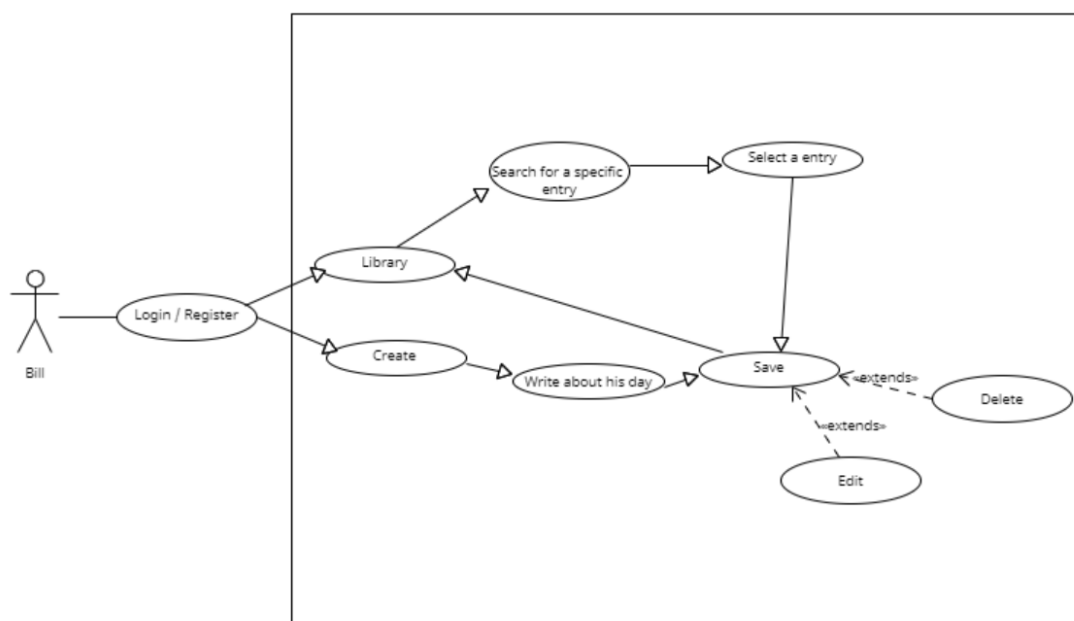 Select a entry
Search for a specific
entry
Library
Login / Register
Create
Bill
Write about his day
Save
«extends»
Delete
«extends»
Edit